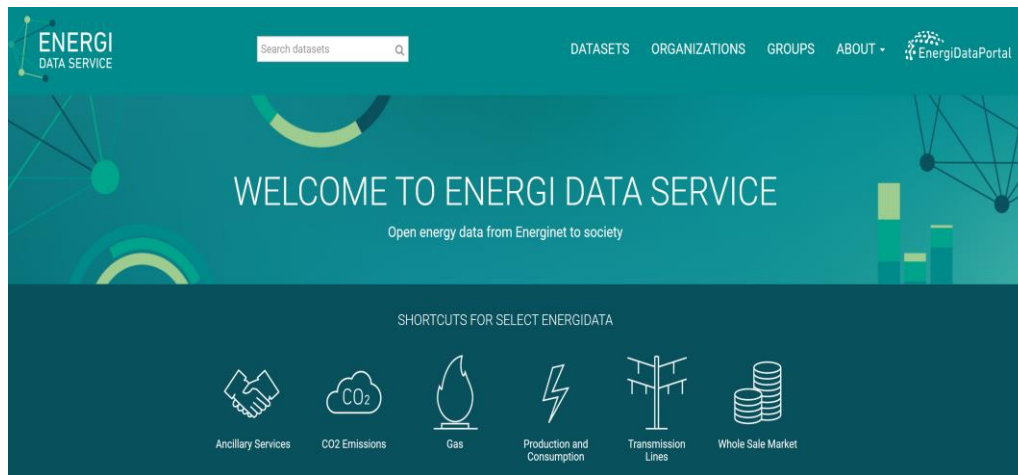 ENERGI
DATA SERVICE
Search datasets
DATASETS
ORGANIZATIONS
GROUPS
ABOUT
EnergiDataPortal
WELCOME TO ENERGI DATA SERVICE
Open energy data from Energinet to society
SHORTCUTS FOR SELECT ENERGIDATA
CO2
Ancillary Services
CO2 Emissions
Gas
Production and
Consumption
Transmission
Lines
Whole Sale Market